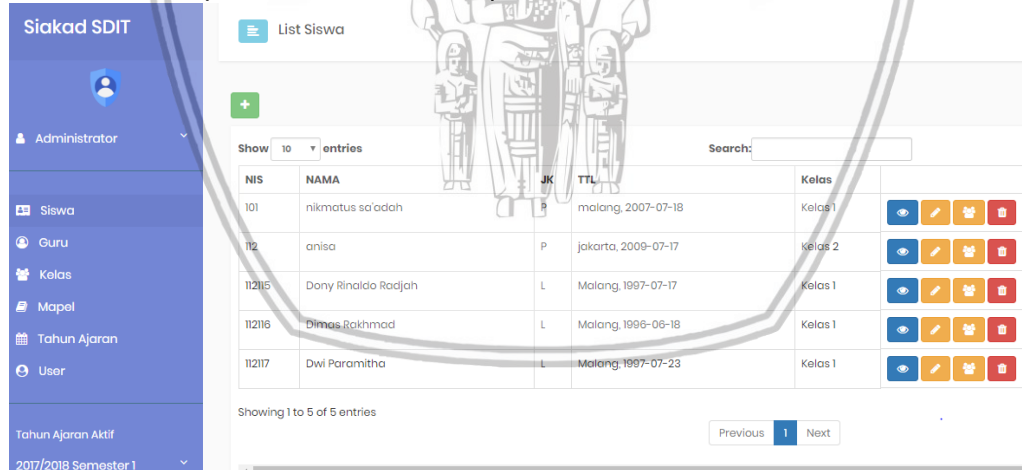 Siakad SDIT
List Siswa
Administrator
Siswa
Guru
Kelas
Mapel
Tahun Ajaran
User
Tahun Ajaran Aktif
2017/2018 Semester 1
+
Show 10 entries
Search:
NIS NAMA JK TTL Kelas
101 nikmatus sa'adah P malang, 2007-07-18 Kelas 1
112 anisa P jakarta, 2009-07-17 Kelas 2
112115 Dony Rinaldo Radjah L Malang, 1997-07-17 Kelas 1
112116 Dimas Rakhmad L Malang, 1996-06-18 Kelas 1
112117 Dwi Paramitha L Malang, 1997-07-23 Kelas 1
Showing 1 to 5 of 5 entries
Previous 1 Next